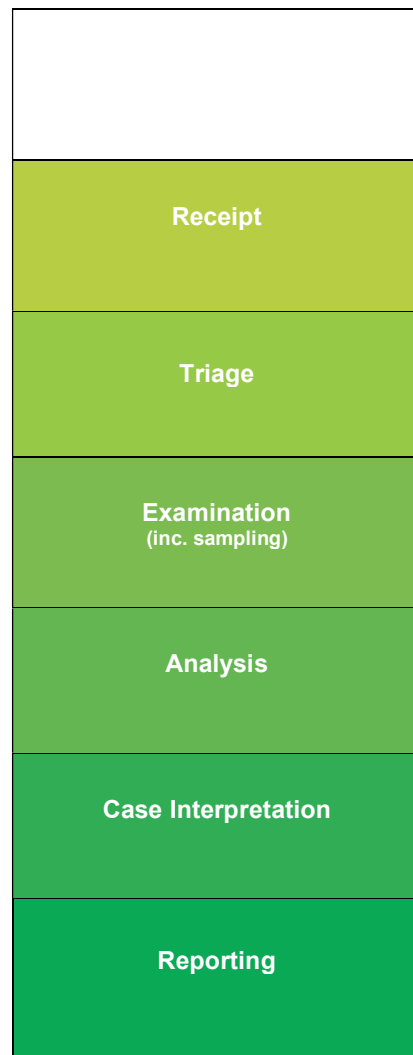 Receipt
Triage
Examination
(inc. sampling)
Analysis
Case Interpretation
Reporting